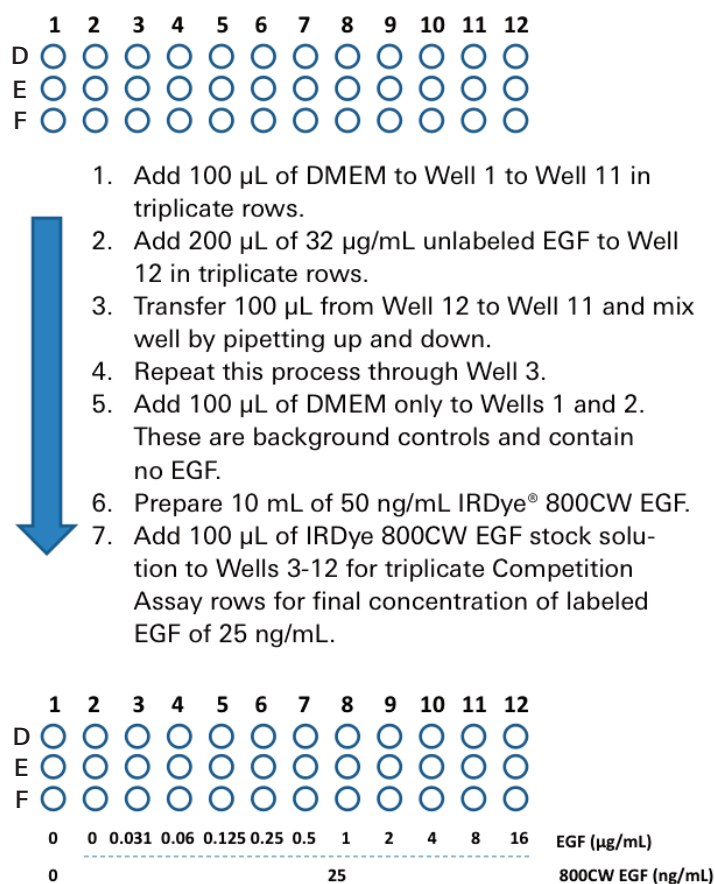 1 2 3 4 5 6 7 8 9 10 11 12
D
E
F
1. Add 100 µL of DMEM to Well 1 to Well 11 in
triplicate rows.
2. Add 200 µL of 32 µg/mL unlabeled EGF to Well
12 in triplicate rows.
3. Transfer 100 µL from Well 12 to Well 11 and mix
well by pipetting up and down.
4. Repeat this process through Well 3.
5. Add 100 µL of DMEM only to Wells 1 and 2.
These are background controls and contain
no EGF.
6. Prepare 10 mL of 50 ng/mL IRDye® 800CW EGF.
7. Add 100 µL of IRDye 800CW EGF stock solu-
tion to Wells 3-12 for triplicate Competition
Assay rows for final concentration of labeled
EGF of 25 ng/mL.
1 2 3 4 5 6 7 8 9 10 11 12
D
E
F
0 0 0.031 0.06 0.125 0.25 0.5 1 2 4 8 16 EGF (µg/mL)
0 25 800CW EGF (ng/mL)